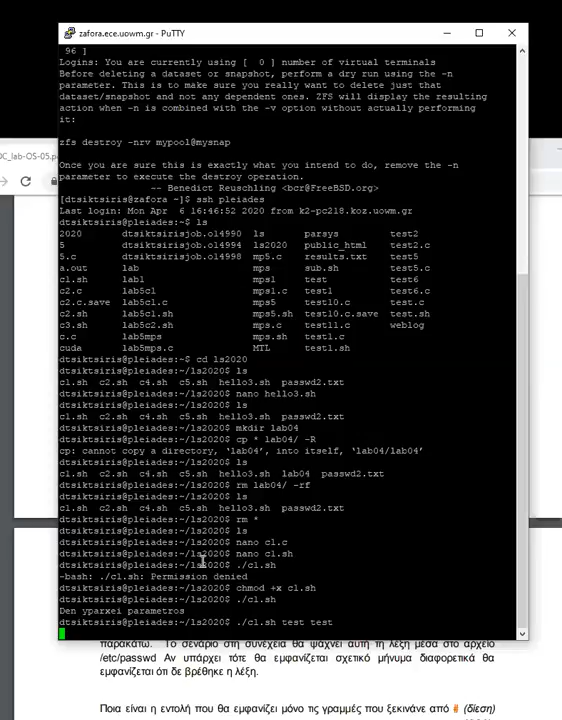 zafora.ece.uowm.gr - PuTTY
 96 ]
Logins: You are currently using [  0 ] number of virtual terminals
Before deleting a dataset or snapshot, perform a dry run using the -n
parameter. This is to make sure you really want to delete just that
dataset/snapshot and not any dependent ones. ZFS will display the resulting
action when -n is combined with the -v option without actually performing
it:
zfs destroy -nrv mypool@mysnap
Once you are sure this is exactly what you intend to do, remove the -n
parameter to execute the destroy operation.
-- Benedict Reuschling <bcr@FreeBSD.org>
[dtsiktsiris@zafora ~]$ ssh pleiades
Last login: Mon Apr  6 16:46:52 2020 from k2-pc218.koz.uowm.gr
dtsiktsiris@pleiades:~$ ls
2020 dtsiktsirisjob.o14990 ls parsys test2
5 dtsiktsirisjob.o14994 ls2020 public_html test2.c
5.c dtsiktsirisjob.o14998 mp5.c results.txt test5
a.out lab mps sub.sh test5.c
c1.sh lab1 mps1 test test6
c2.c lab5c1 mps1.c test1 test6.c
c2.c.save lab5c1.c mps5 test10.c test.c
c2.sh lab5c1.sh mps5.sh test10.c.save test.sh
c3.sh lab5c2.sh mps.c test11.c weblog
c.c lab5mps mps.sh test1.c
cuda lab5mps.c MTL test1.sh
dtsiktsiris@pleiades:~$ cd ls2020
dtsiktsiris@pleiades:~/ls2020$ ls
c1.sh  c2.sh  c4.sh  c5.sh  hello3.sh  passwd2.txt
dtsiktsiris@pleiades:~/ls2020$ nano hello3.sh
dtsiktsiris@pleiades:~/ls2020$ ls
c1.sh  c2.sh  c4.sh  c5.sh  hello3.sh  passwd2.txt
dtsiktsiris@pleiades:~/ls2020$ mkdir lab04
dtsiktsiris@pleiades:~/ls2020$ cp * lab04/ -R
cp: cannot copy a directory, ‘lab04’, into itself, ‘lab04/lab04’
dtsiktsiris@pleiades:~/ls2020$ ls
c1.sh  c2.sh  c4.sh  c5.sh  hello3.sh  lab04  passwd2.txt
dtsiktsiris@pleiades:~/ls2020$ rm lab04/ -rf
dtsiktsiris@pleiades:~/ls2020$ ls
c1.sh  c2.sh  c4.sh  c5.sh  hello3.sh  passwd2.txt
dtsiktsiris@pleiades:~/ls2020$ rm *
dtsiktsiris@pleiades:~/ls2020$ ls
dtsiktsiris@pleiades:~/ls2020$ nano c1.c
dtsiktsiris@pleiades:~/ls2020$ nano c1.sh
dtsiktsiris@pleiades:~/ls2020$ ./c1.sh
-bash: ./c1.sh: Permission denied
dtsiktsiris@pleiades:~/ls2020$ chmod +x c1.sh
dtsiktsiris@pleiades:~/ls2020$ ./c1.sh
Den yparxei parametros
dtsiktsiris@pleiades:~/ls2020$ ./c1.sh test test
OC_lab-OS-05.p
παρακάτω. Το σενάριο στη συνέχεια θα ψάχνει αυτή τη λέξη μέσα στο αρχείο
/etc/passwd Αν υπάρχει τότε θα εμφανίζεται σχετικό μήνυμα διαφορετικά θα
εμφανίζεται ότι δε βρέθηκε η λέξη.
Ποια είναι η εντολή που θα εμφανίζει μόνο τις γραμμές που ξεκινάνε από # (δίεση)